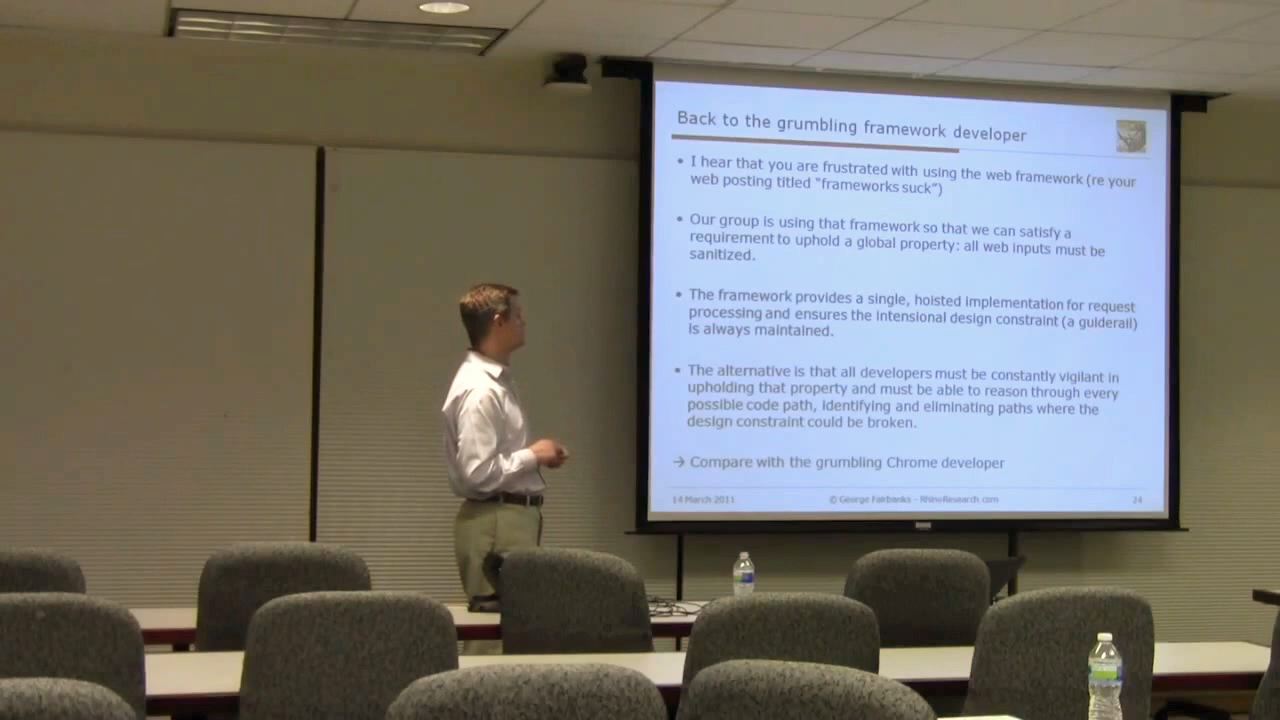 Back to the grumbling framework developer
• I hear that you are frustrated with using the web framework (re your
web posting titled “frameworks suck”)
• Our group is using that framework so that we can satisfy a
requirement to uphold a global property: all web inputs must be
sanitized.
• The framework provides a single, hoisted implementation for request
processing and ensures the intensional design constraint (a guiderail)
is always maintained.
• The alternative is that all developers must be constantly vigilant in
upholding that property and must be able to reason through every
possible code path, identifying and eliminating paths where the
design constraint could be broken.
→ Compare with the grumbling Chrome developer
14 March 2011 © George Fairbanks - RhinoResearch.com 24